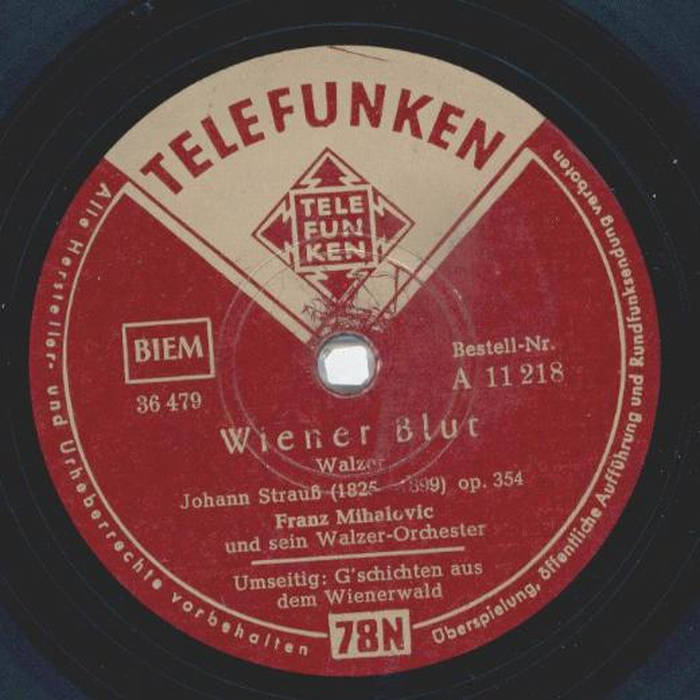 TELEFUNKEN
TELE
FUN
KEN
BIEM
36 479
Bestell-Nr.
A 11 218
Wiener Blut
Walzer
Johann Strauß (1825-1899) op. 354
Franz Mihalovic
und sein Walzer-Orchester
Umseitig: G'schichten aus
dem Wienerwald
78N
Alle Hersteller- und Urheberrechte vorbehalten
Überspielung, öffentliche Aufführung und Rundfunksendung verboten